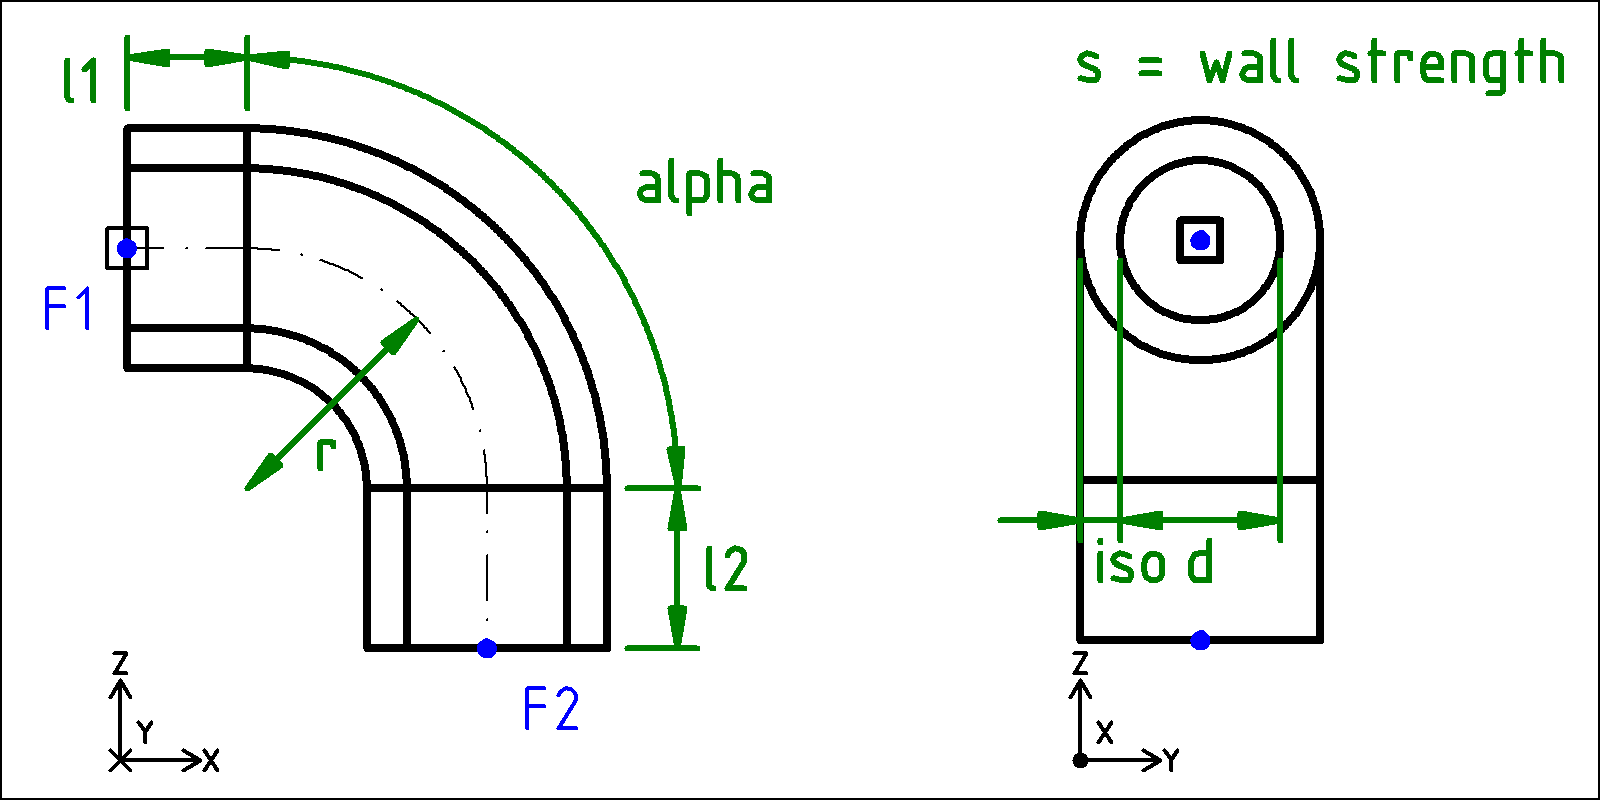 s = wall strength
l1
alpha
F1
r
l2
iso d
F2
Z
Y
X
Z
X
Y